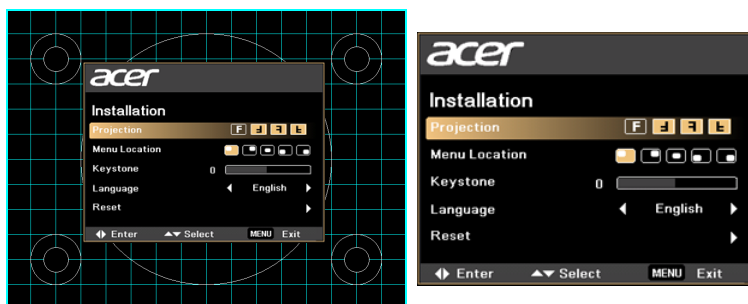 acer
Installation
Projection F
Menu Location
Keystone 0
Language English
Reset
Enter Select MENU Exit
acer
Installation
Projection F
Menu Location
Keystone 0
Language English
Reset
Enter Select MENU Exit